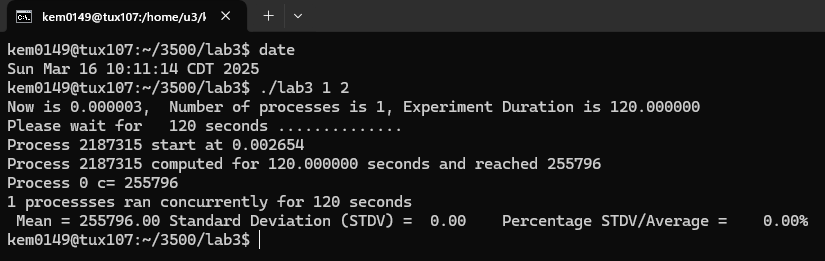 kem0149@tux107:/home/u3/k
kem0149@tux107:~/3500/lab3$ date
Sun Mar 16 10:11:14 CDT 2025
kem0149@tux107:~/3500/lab3$ ./lab3 1 2
Now is 0.000003,  Number of processes is 1, Experiment Duration is 120.000000
Please wait for   120 seconds ..............
Process 2187315 start at 0.002654
Process 2187315 computed for 120.000000 seconds and reached 255796
Process 0 c= 255796
1 processses ran concurrently for 120 seconds
 Mean = 255796.00 Standard Deviation (STDV) =  0.00    Percentage STDV/Average =    0.00%
kem0149@tux107:~/3500/lab3$